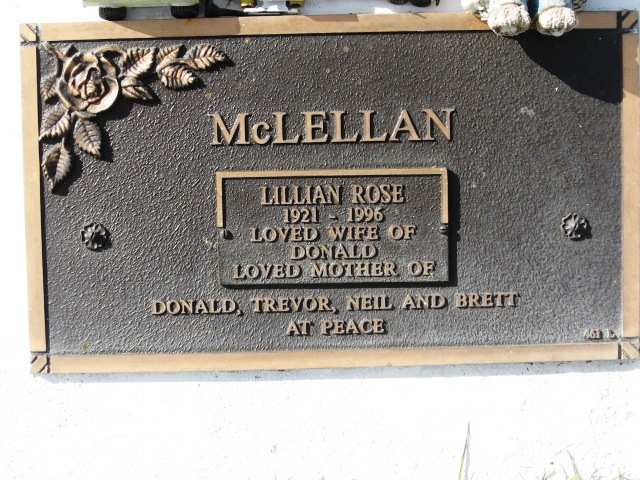 McLELLAN
LILLIAN ROSE
1921 - 1996
LOVED WIFE OF
DONALD
LOVED MOTHER OF
DONALD, TREVOR, NEIL AND BRETT
AT PEACE
461 L